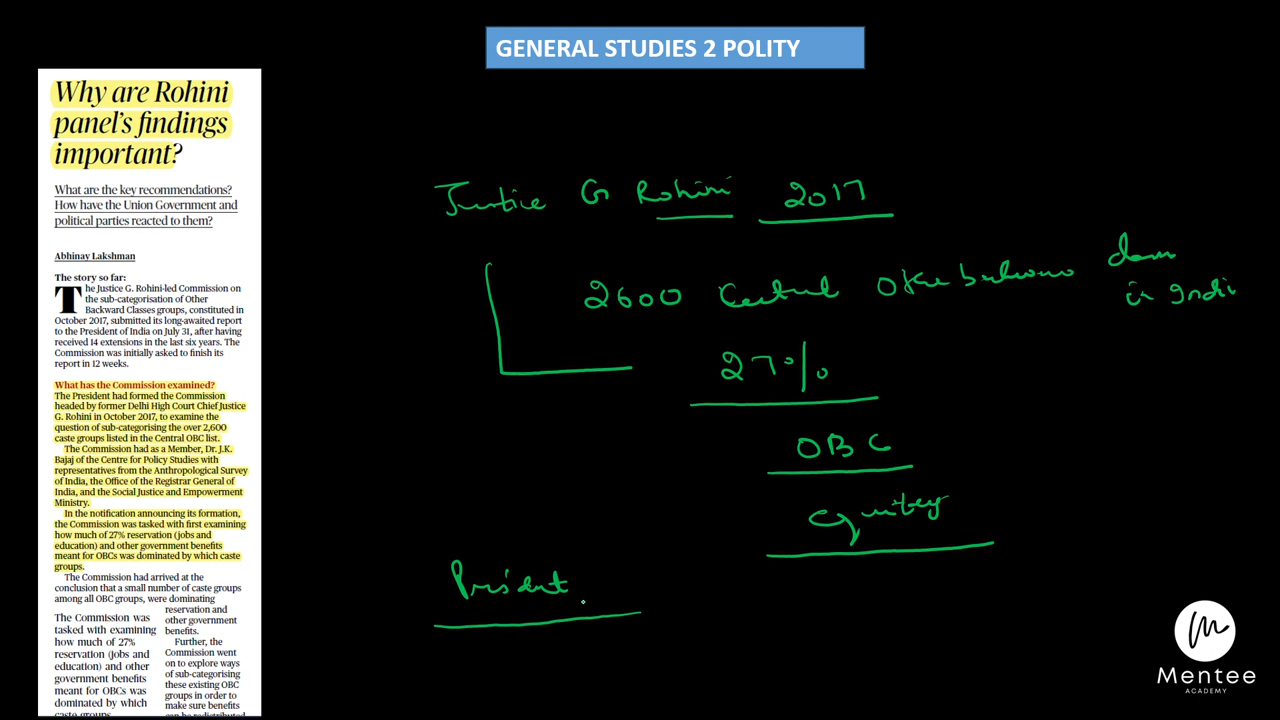 GENERAL STUDIES 2 POLITY
Why are Rohini
panel's findings
important?
What are the key recommendations?
How have the Union Government and
political parties reacted to them?
Abhinay Lakshman
The story so far:
The Justice G. Rohini-led Commission on
the sub-categorisation of Other
Backward Classes groups, constituted in
October 2017, submitted its long-awaited report
to the President of India on July 31, after having
received 14 extensions in the last six years. The
Commission was initially asked to finish its
report in 12 weeks.
What has the Commission examined?
The President had formed the Commission
headed by former Delhi High Court Chief Justice
G. Rohini in October 2017, to examine the
question of sub-categorising the over 2,600
caste groups listed in the Central OBC list.
The Commission had as a Member, Dr. J.K.
Bajaj of the Centre for Policy Studies with
representatives from the Anthropological Survey
of India, the Office of the Registrar General of
India, and the Social Justice and Empowerment
Ministry.
In the notification announcing its formation,
the Commission was tasked with first examining
how much of 27% reservation (jobs and
education) and other government benefits
meant for OBCs was dominated by which caste
groups.
The Commission had arrived at the
conclusion that a small number of caste groups
among all OBC groups, were dominating
reservation and
other government
benefits.
Further, the
Commission went
on to explore ways
of sub-categorising
these existing OBC
groups in order to
make sure benefits
can be redistributed
The Commission was
tasked with examining
how much of 27%
reservation (jobs and
education) and other
government benefits
meant for OBCs was
dominated by which
caste groups
Justice G Rohini 2017
2600 Central
in Indi
27%
OBC
President
Mentee
ACADEMY